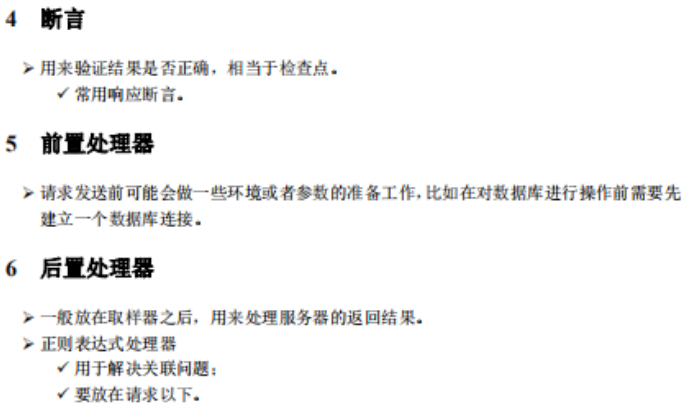 4 断言
➢ 用来验证结果是否正确，相当于检查点。
✓ 常用响应断言。
5 前置处理器
➢ 请求发送前可能会做一些环境或者参数的准备工作，比如在对数据库进行操作前需要先
建立一个数据库连接。
6 后置处理器
➢ 一般放在取样器之后，用来处理服务器的返回结果。
➢ 正则表达式处理器
✓ 用于解决关联问题；
✓ 要放在请求以下。